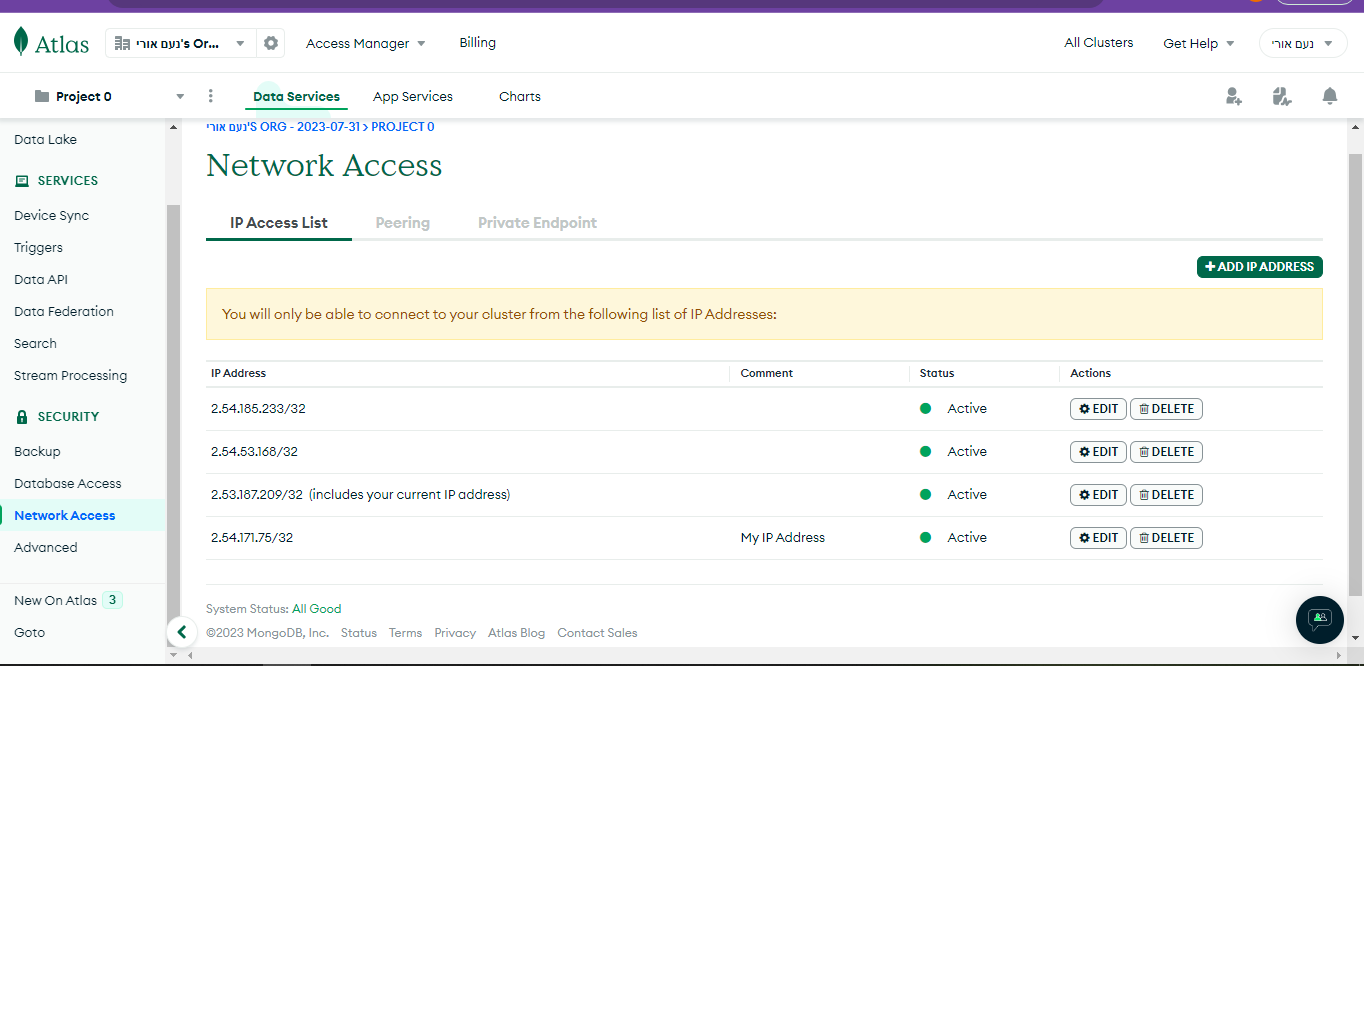 Atlas
נעם אורי's Or...
Access Manager
Billing
All Clusters
Get Help
נעם אורי
Project 0
Data Services
App Services
Charts
Data Lake
SERVICES
Device Sync
Triggers
Data API
Data Federation
Search
Stream Processing
SECURITY
Backup
Database Access
Network Access
Advanced
New On Atlas 3
Goto
נעם אורי'S ORG - 2023-07-31 > PROJECT 0
Network Access
IP Access List
Peering
Private Endpoint
+ ADD IP ADDRESS
You will only be able to connect to your cluster from the following list of IP Addresses:
IP Address Comment Status Actions
2.54.185.233/32 Active EDIT DELETE
2.54.53.168/32 Active EDIT DELETE
2.53.187.209/32 (includes your current IP address) Active EDIT DELETE
2.54.171.75/32 My IP Address Active EDIT DELETE
System Status: All Good
©2023 MongoDB, Inc. Status Terms Privacy Atlas Blog Contact Sales